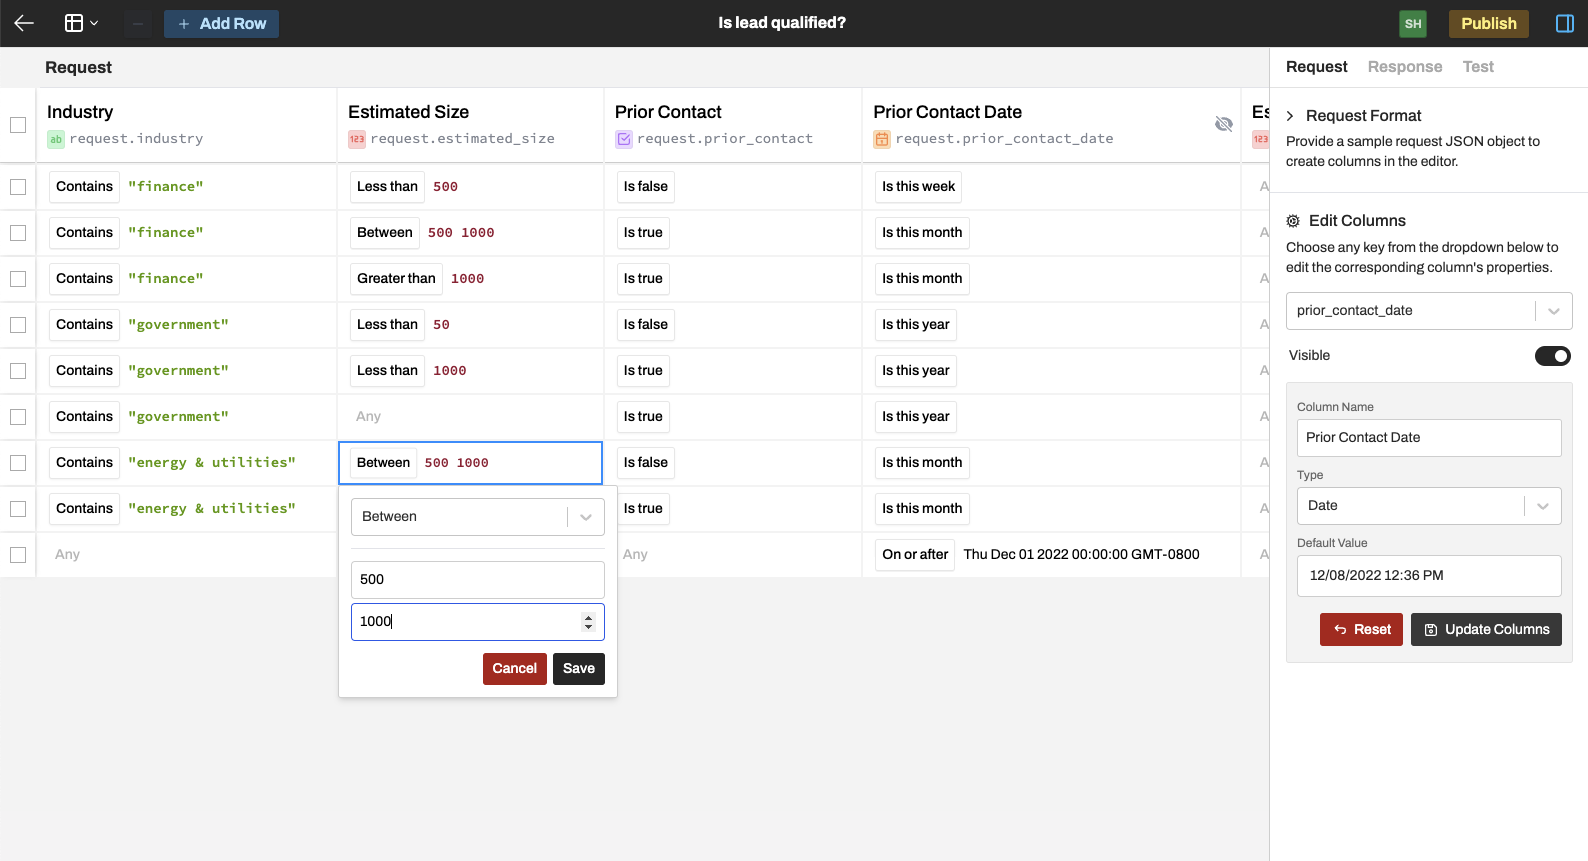 Add Row
Is lead qualified?
SH
Publish
Request
Industry
ab request.industry
Estimated Size
123 request.estimated_size
Prior Contact
request.prior_contact
Prior Contact Date
request.prior_contact_date
Es
123
Contains "finance" Less than 500 Is false Is this week A
Contains "finance" Between 500 1000 Is true Is this month A
Contains "finance" Greater than 1000 Is true Is this month A
Contains "government" Less than 50 Is false Is this year A
Contains "government" Less than 1000 Is true Is this year A
Contains "government" Any Is true Is this year A
Contains "energy & utilities" Between 500 1000 Is false Is this month A
Contains "energy & utilities" Is true Is this month A
Any Any On or after Thu Dec 01 2022 00:00:00 GMT-0800 A
Between
500
1000
Cancel Save
Request Response Test
Request Format
Provide a sample request JSON object to
create columns in the editor.
Edit Columns
Choose any key from the dropdown below to
edit the corresponding column's properties.
prior_contact_date
Visible
Column Name
Prior Contact Date
Type
Date
Default Value
12/08/2022 12:36 PM
Reset Update Columns